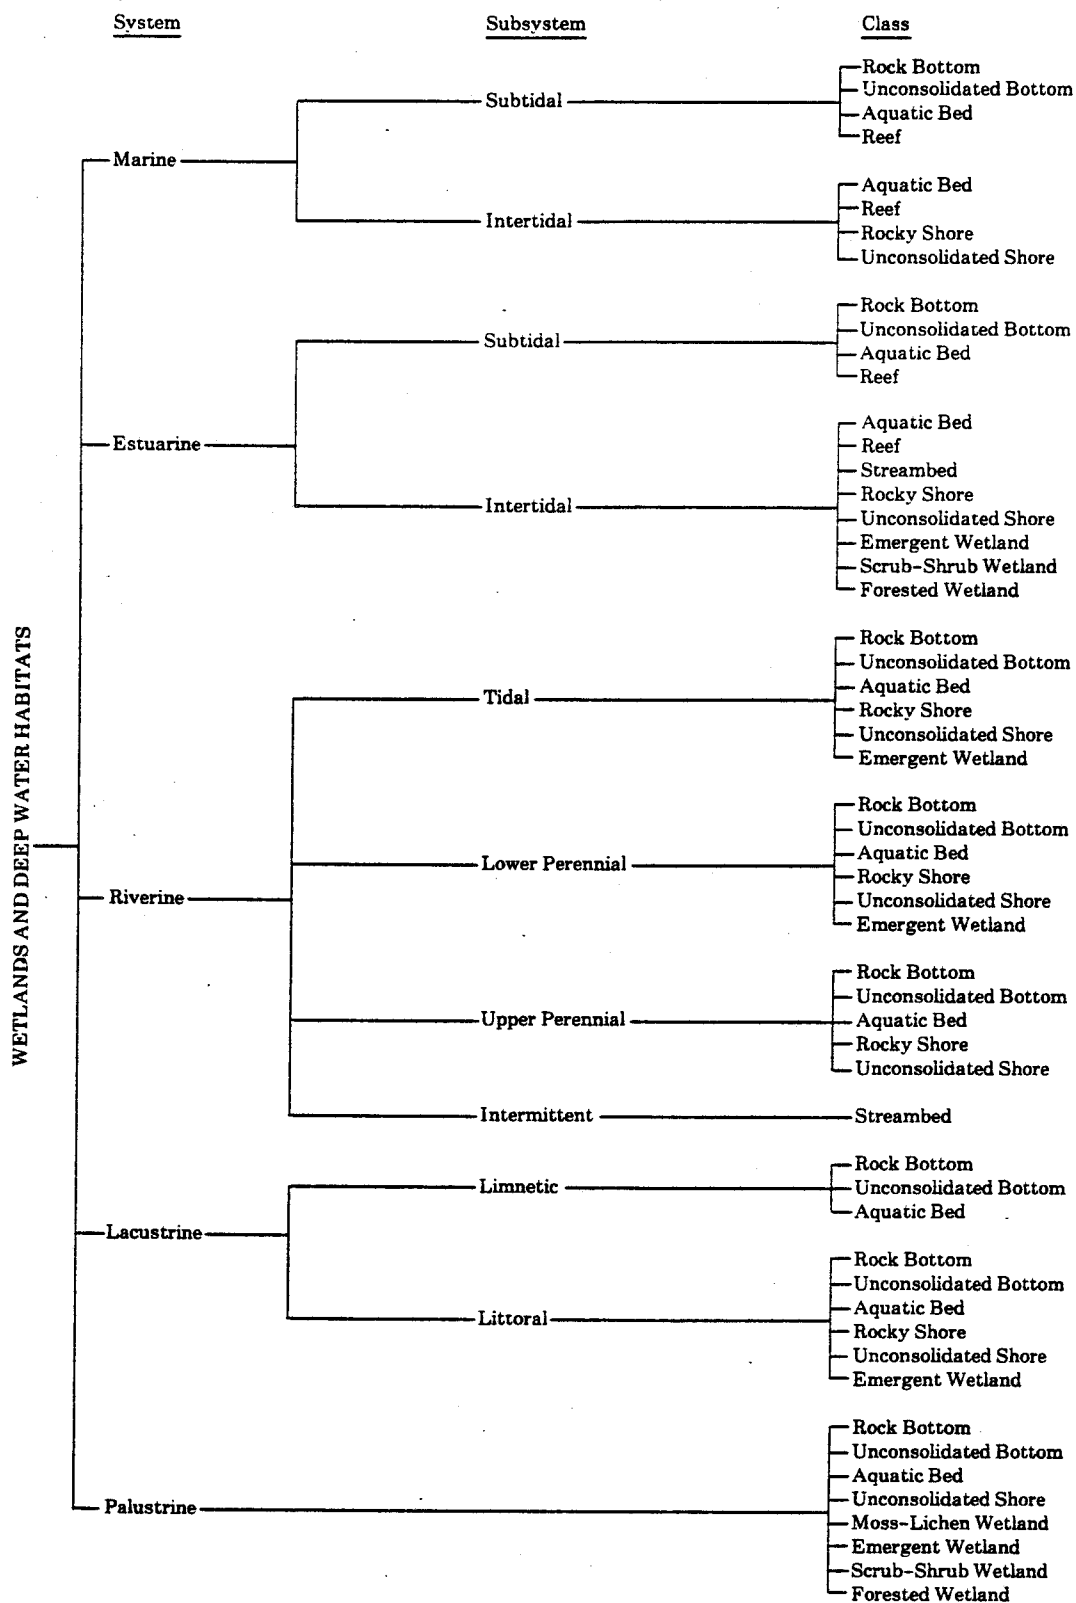 System Subsystem Class
Rock Bottom
Unconsolidated Bottom
Subtidal
Aquatic Bed
Reef
Marine
Aquatic Bed
Reef
Intertidal
Rocky Shore
Unconsolidated Shore
Rock Bottom
Unconsolidated Bottom
Subtidal
Aquatic Bed
Reef
Estuarine
Aquatic Bed
Reef
Streambed
Rocky Shore
Intertidal
Unconsolidated Shore
Emergent Wetland
Scrub-Shrub Wetland
Forested Wetland
WETLANDS AND DEEP WATER HABITATS
Rock Bottom
Unconsolidated Bottom
Aquatic Bed
Tidal
Rocky Shore
Unconsolidated Shore
Emergent Wetland
Rock Bottom
Unconsolidated Bottom
Aquatic Bed
Lower Perennial
Rocky Shore
Unconsolidated Shore
Emergent Wetland
Riverine
Rock Bottom
Unconsolidated Bottom
Upper Perennial
Aquatic Bed
Rocky Shore
Unconsolidated Shore
Intermittent
Streambed
Rock Bottom
Limnetic
Unconsolidated Bottom
Aquatic Bed
Lacustrine
Rock Bottom
Unconsolidated Bottom
Aquatic Bed
Littoral
Rocky Shore
Unconsolidated Shore
Emergent Wetland
Rock Bottom
Unconsolidated Bottom
Aquatic Bed
Unconsolidated Shore
Palustrine
Moss-Lichen Wetland
Emergent Wetland
Scrub-Shrub Wetland
Forested Wetland